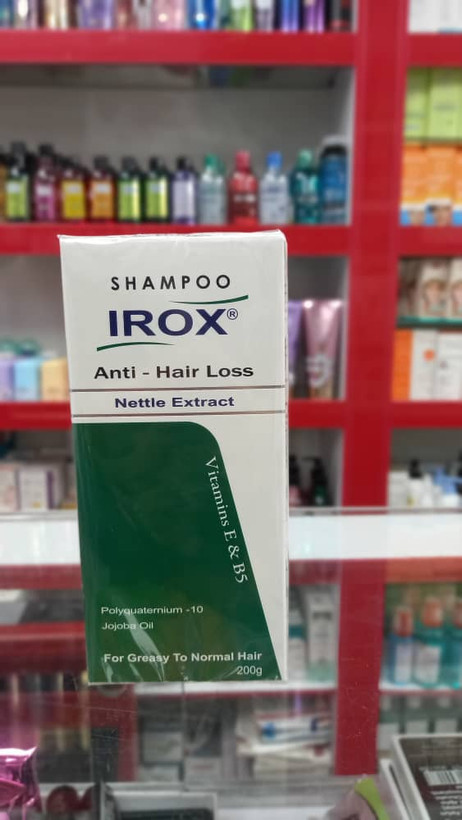 SHAMPOO
IROX®
Anti - Hair Loss
Nettle Extract
Vitamins E & B5
Polyquaternium -10
Jojoba Oil
For Greasy To Normal Hair
200g